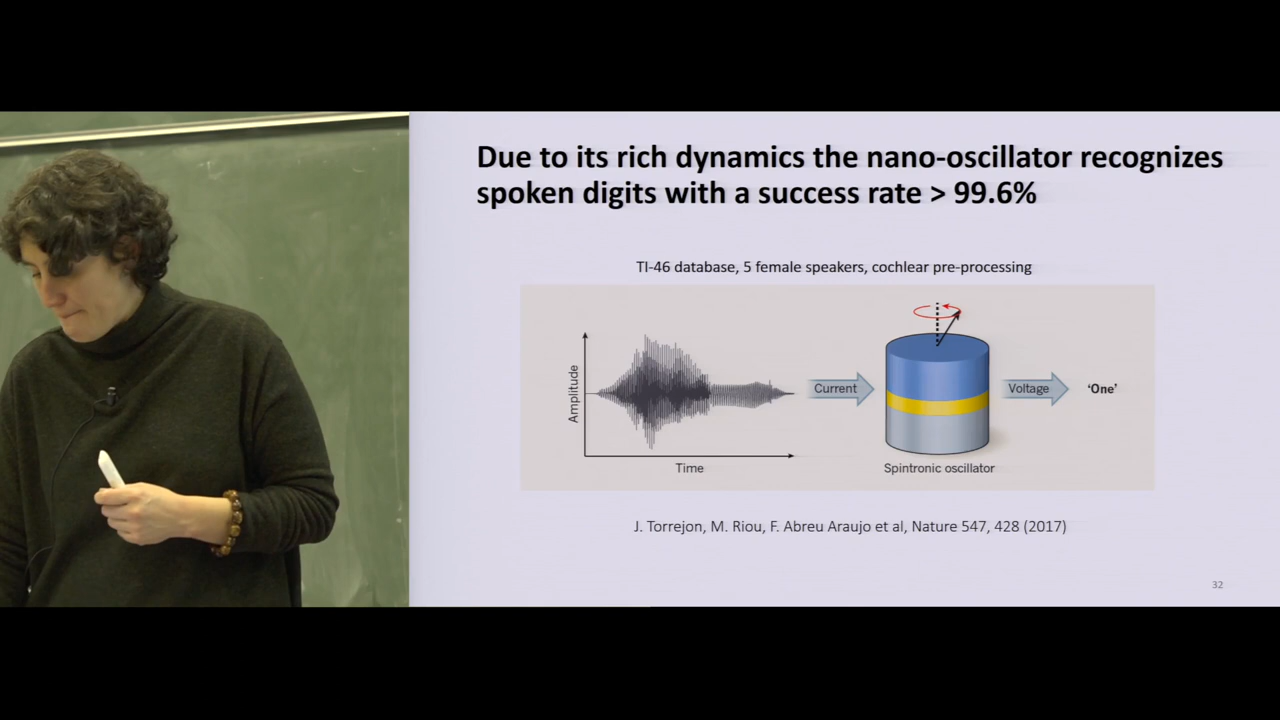 Due to its rich dynamics the nano-oscillator recognizes
spoken digits with a success rate > 99.6%
TI-46 database, 5 female speakers, cochlear pre-processing
Amplitude
Time
Current
Spintronic oscillator
Voltage
‘One’
J. Torrejon, M. Riou, F. Abreu Araujo et al, Nature 547, 428 (2017)
32